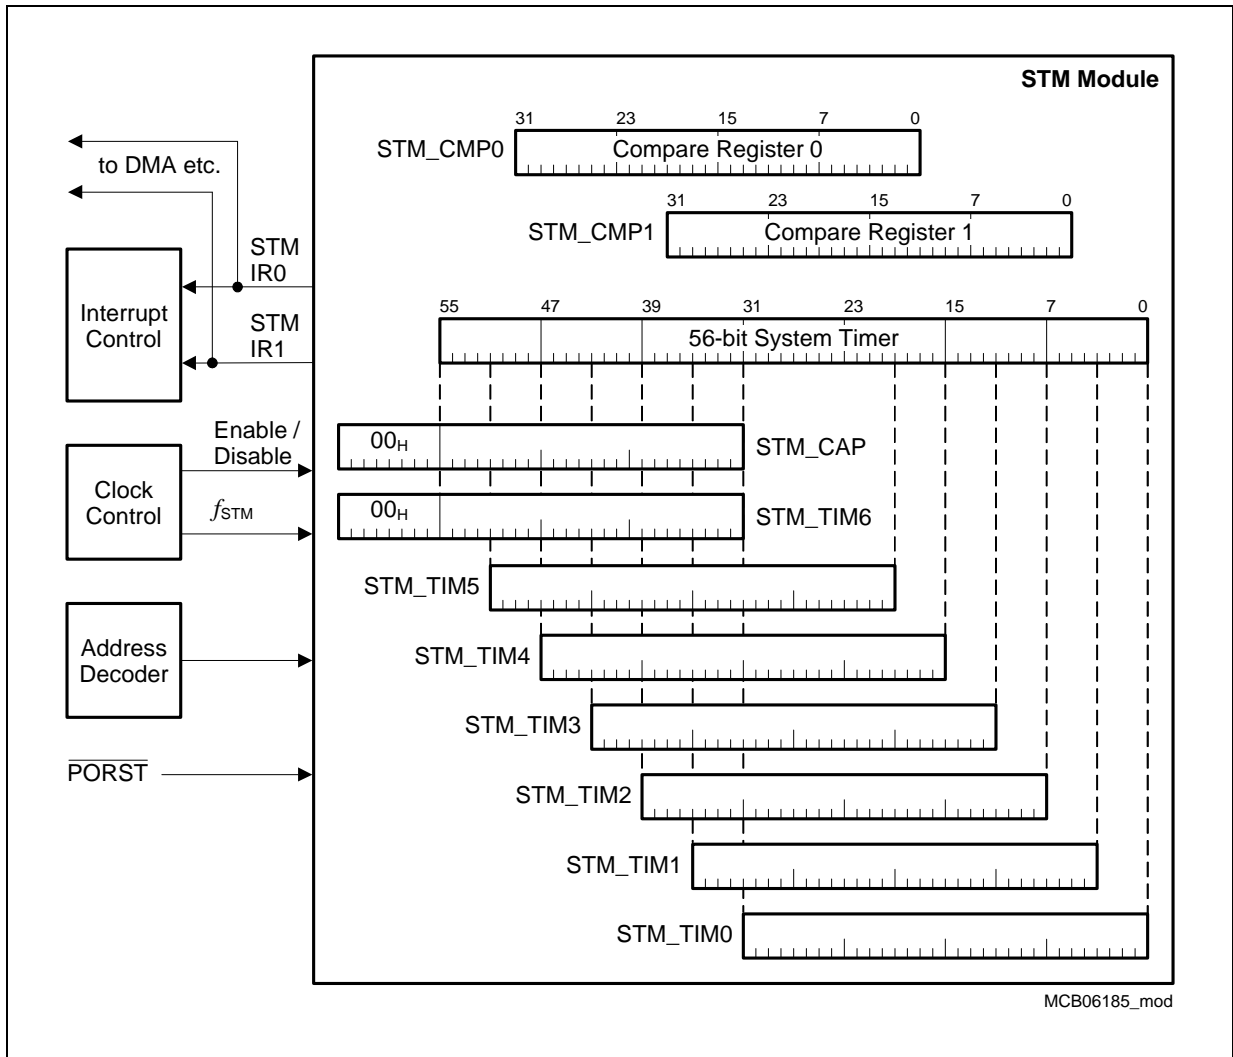 STM Module
31 23 15 7 0
STM_CMP0 Compare Register 0
to DMA etc.
31 23 15 7 0
STM_CMP1 Compare Register 1
STM
IR0
Interrupt
Control
STM
IR1
55 47 39 31 23 15 7 0
56-bit System Timer
Enable /
Disable
00H STM_CAP
Clock
Control
fSTM
00H STM_TIM6
STM_TIM5
Address
Decoder
STM_TIM4
STM_TIM3
PORST
STM_TIM2
STM_TIM1
STM_TIM0
MCB06185_mod